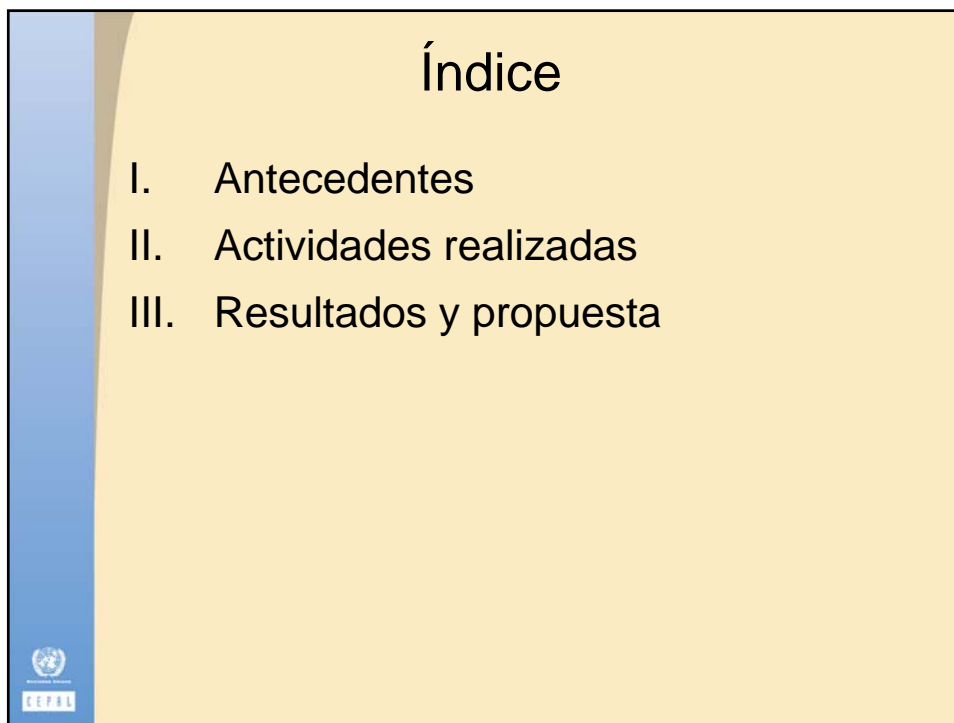 Índice
I. Antecedentes
II. Actividades realizadas
III. Resultados y propuesta
CEPAL